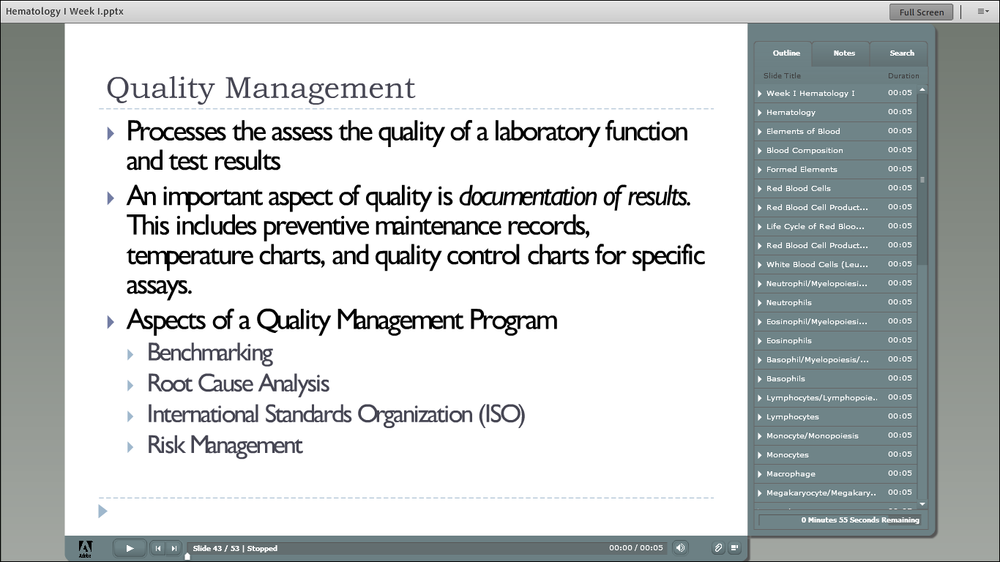 Hematology I Week I.pptx
Full Screen
Quality Management
Processes the assess the quality of a laboratory function
and test results
An important aspect of quality is documentation of results.
This includes preventive maintenance records,
temperature charts, and quality control charts for specific
assays.
Aspects of a Quality Management Program
Benchmarking
Root Cause Analysis
International Standards Organization (ISO)
Risk Management
Outline Notes Search
Slide Title Duration
Week I Hematology I 00:05
Hematology 00:05
Elements of Blood 00:05
Blood Composition 00:05
Formed Elements 00:05
Red Blood Cells 00:05
Red Blood Cell Product... 00:05
Life Cycle of Red Bloo... 00:05
Red Blood Cell Product... 00:05
White Blood Cells (Leu... 00:05
Neutrophil/Myelopoiesi... 00:05
Neutrophils 00:05
Eosinophil/Myelopoiesi... 00:05
Eosinophils 00:05
Basophil/Myelopoiesis/... 00:05
Basophils 00:05
Lymphocytes/Lymphopoie.. 00:05
Lymphocytes 00:05
Monocyte/Monopoiesis 00:05
Monocytes 00:05
Macrophage 00:05
Megakaryocyte/Megakary.. 00:05
0 Minutes 55 Seconds Remaining
Adobe
Slide 43 / 53 | Stopped
00:00 / 00:05